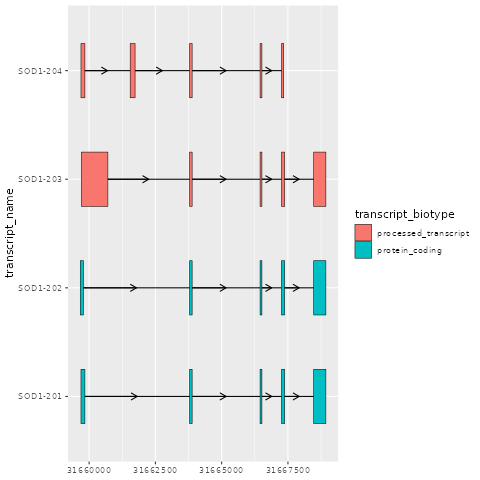 SOD1-204
SOD1-203
SOD1-202
SOD1-201
transcript_name
31660000 31662500 31665000 31667500
transcript_biotype
processed_transcript
protein_coding